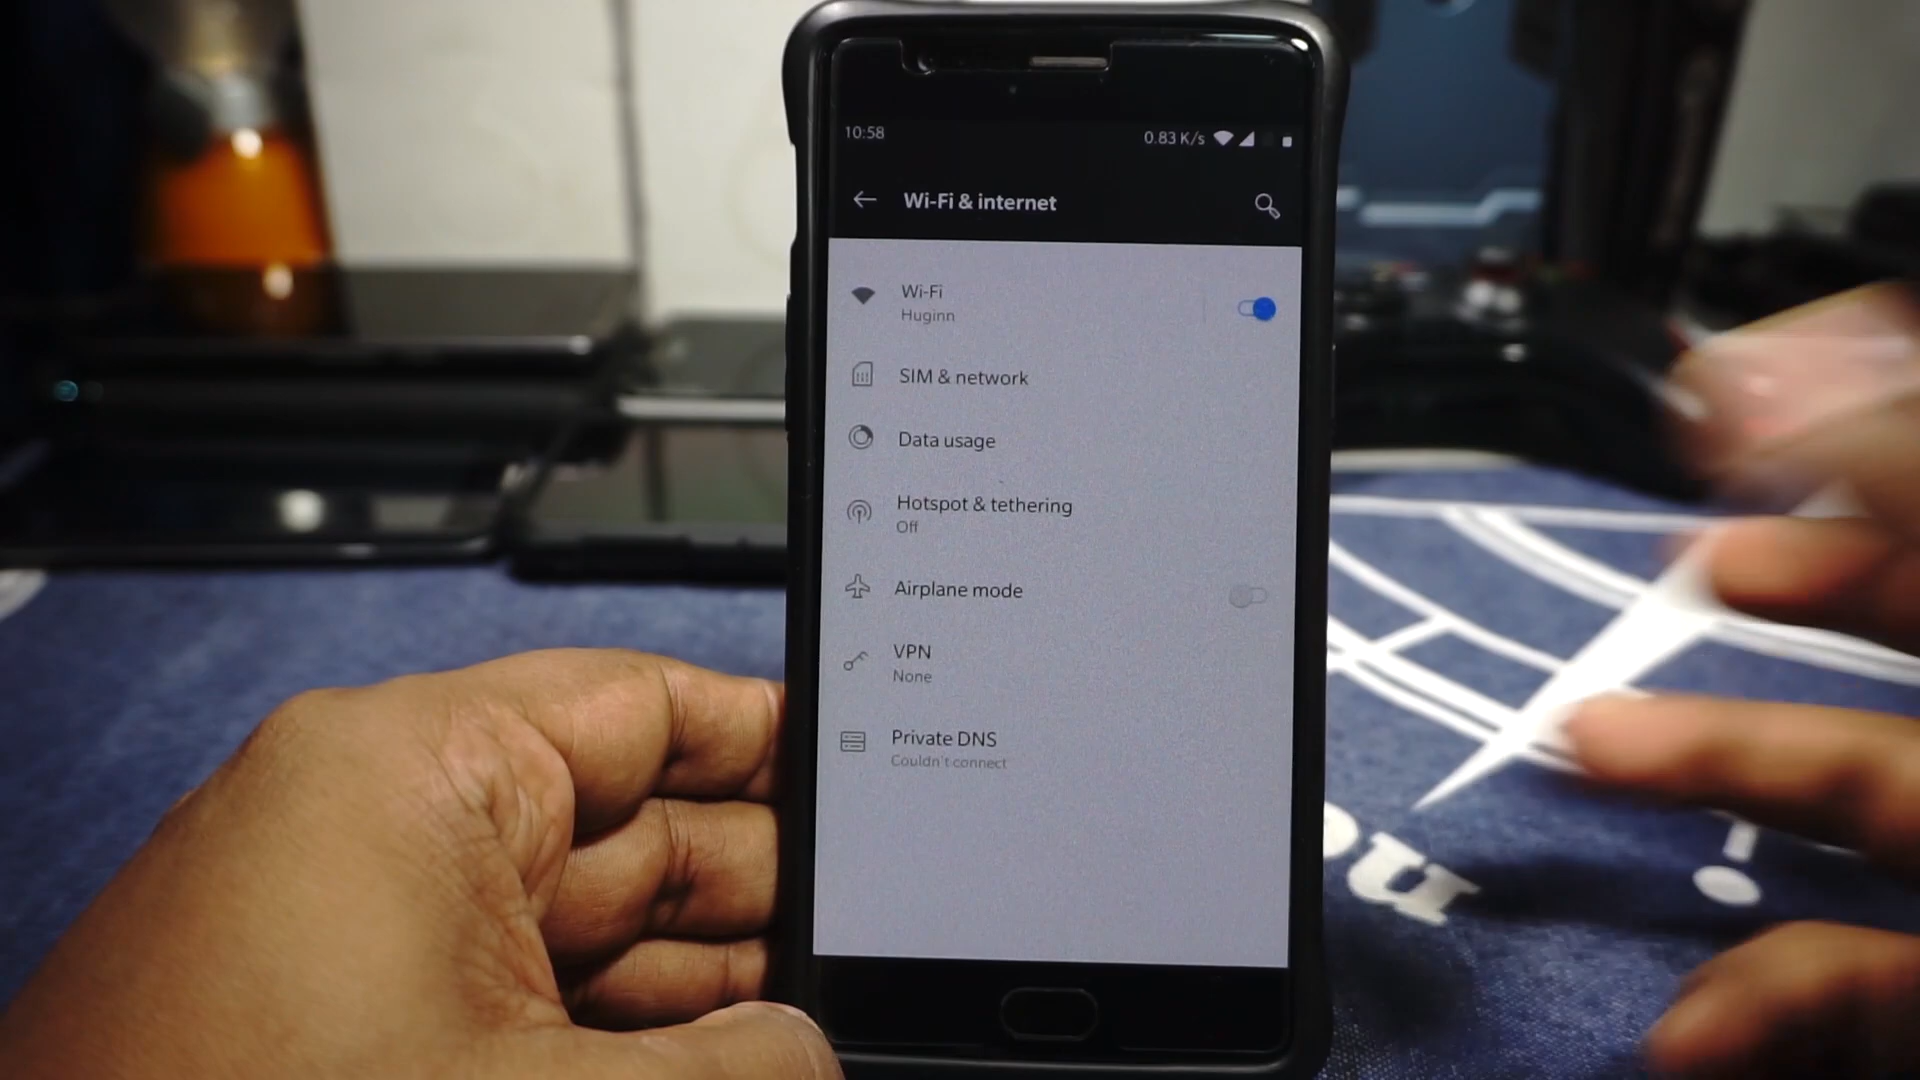 10:58
0.83 K/s
Wi-Fi & internet
Wi-Fi
Huginn
SIM & network
Data usage
Hotspot & tethering
Off
Airplane mode
VPN
None
Private DNS
Couldn't connect